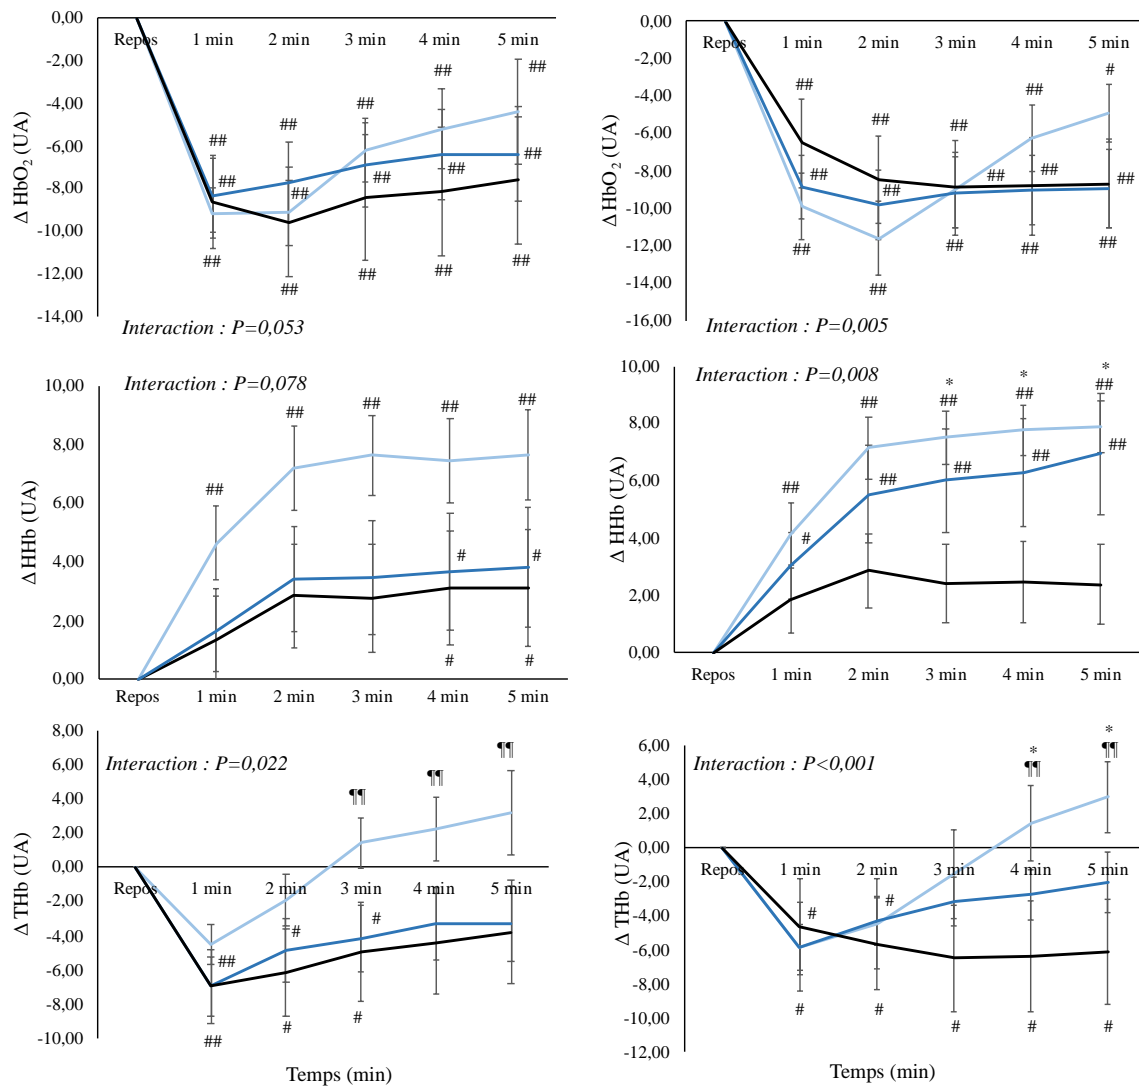 0,00
-2,00
-4,00
-6,00
-8,00
-10,00
-12,00
-14,00
Δ HbO₂ (UA)
Repos 1 min 2 min 3 min 4 min 5 min
## ## ## ## ##
## ## ## ## ##
## ## ## ## ##
Interaction : P=0,053
0,00
-2,00
-4,00
-6,00
-8,00
-10,00
-12,00
-14,00
-16,00
Δ HbO₂ (UA)
Repos 1 min 2 min 3 min 4 min 5 min
## ## ## ## #
## ## ## ## ##
## ## ## ## ##
Interaction : P=0,005
10,00
8,00
6,00
4,00
2,00
0,00
Δ HHb (UA)
Interaction : P=0,078
## ## ## ## ##
# #
# #
Repos 1 min 2 min 3 min 4 min 5 min
10,00
8,00
6,00
4,00
2,00
0,00
Δ HHb (UA)
Interaction : P=0,008
* * *
## ## ## ## ##
# ## ## ## ##
Repos 1 min 2 min 3 min 4 min 5 min
8,00
6,00
4,00
2,00
0,00
-2,00
-4,00
-6,00
-8,00
-10,00
Δ THb (UA)
Interaction : P=0,022
¶¶ ¶¶ ¶¶
Repos 1 min 2 min 3 min 4 min 5 min
## # #
## # #
6,00
4,00
2,00
0,00
-2,00
-4,00
-6,00
-8,00
-10,00
-12,00
Δ THb (UA)
Interaction : P<0,001
* *
¶¶ ¶¶
Repos 1 min 2 min 3 min 4 min 5 min
# #
# # # # #
Temps (min)
Temps (min)